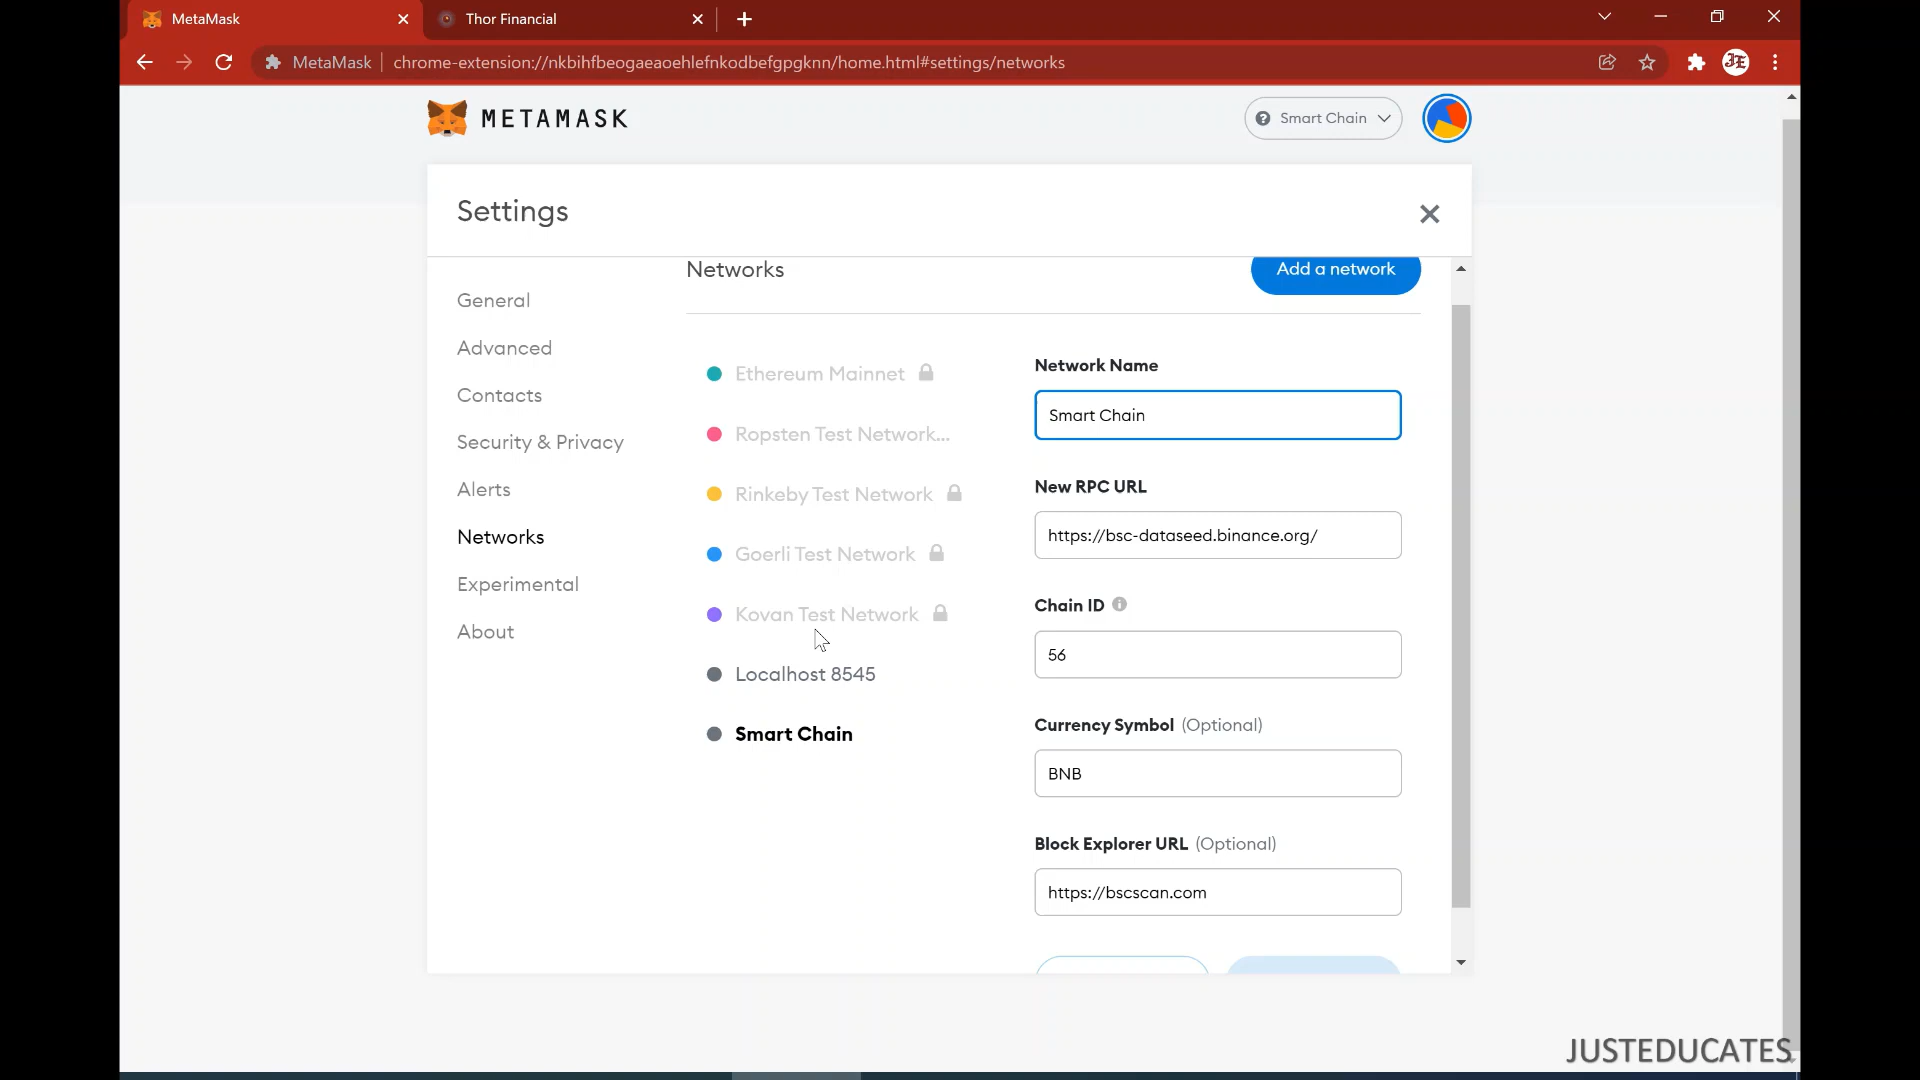 MetaMask
Thor Financial
MetaMask
chrome-extension://nkbihfbeogaeaoehlefnkodbefgpgknn/home.html#settings/networks
METAMASK
Smart Chain
Settings
Networks
Add a network
General
Advanced
Contacts
Security & Privacy
Alerts
Networks
Experimental
About
Ethereum Mainnet
Ropsten Test Network...
Rinkeby Test Network
Goerli Test Network
Kovan Test Network
Localhost 8545
Smart Chain
Network Name
Smart Chain
New RPC URL
https://bsc-dataseed.binance.org/
Chain ID
56
Currency Symbol (Optional)
BNB
Block Explorer URL (Optional)
https://bscscan.com
JUSTEDUCATES